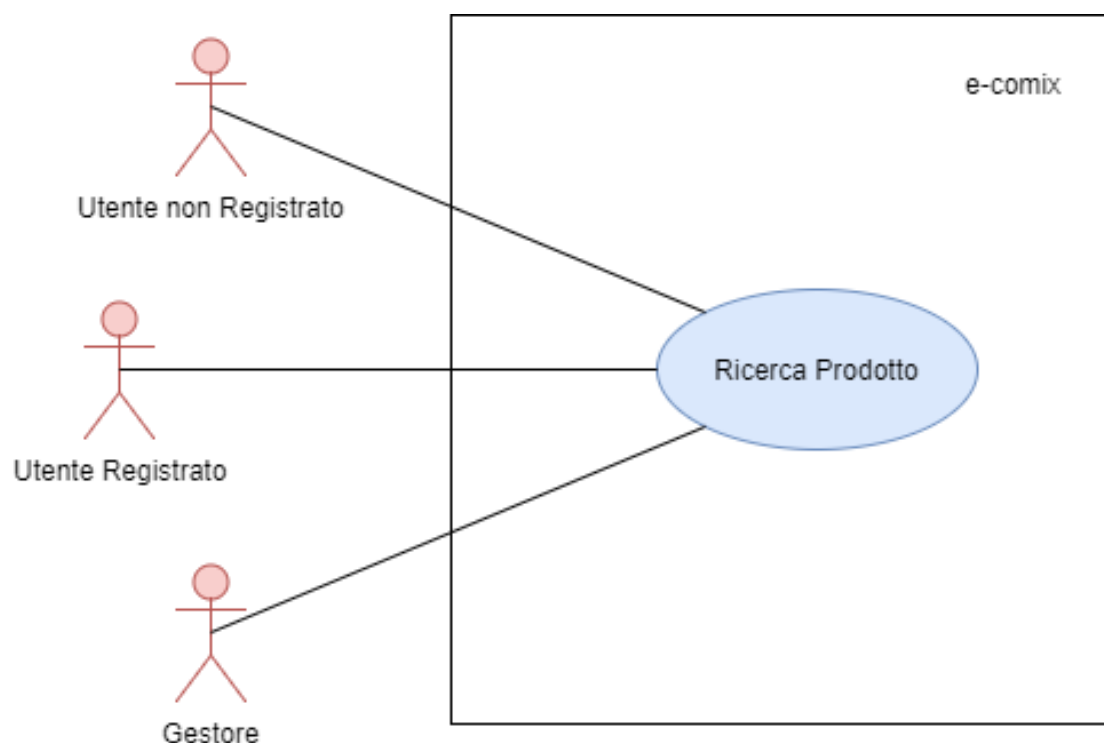 e-comix
Utente non Registrato
Ricerca Prodotto
Utente Registrato
Gestore